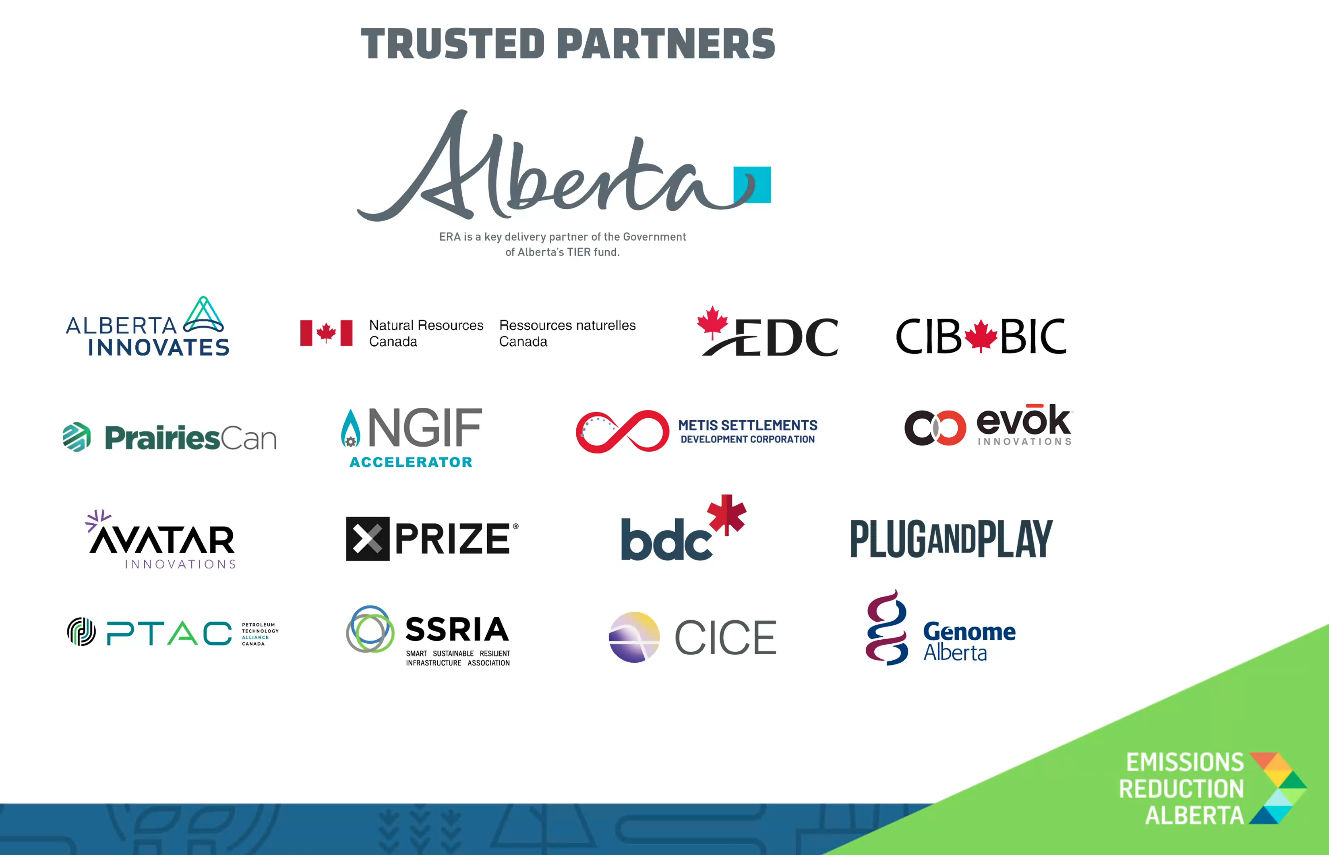 TRUSTED PARTNERS
Alberta
ERA is a key delivery partner of the Government
of Alberta's TIER fund.
ALBERTA
INNOVATES
Natural Resources
Canada
Ressources naturelles
Canada
EDC
CIB BIC
PrairiesCan
NGIF
ACCELERATOR
METIS SETTLEMENTS
DEVELOPMENT CORPORATION
evōk
INNOVATIONS
AVATAR
INNOVATIONS
XPRIZE®
bdc
PLUGANDPLAY
PTAC
PETROLEUM
TECHNOLOGY
ALLIANCE
CANADA
SSRIA
SMART SUSTAINABLE RESILIENT
INFRASTRUCTURE ASSOCIATION
CICE
Genome
Alberta
EMISSIONS
REDUCTION
ALBERTA